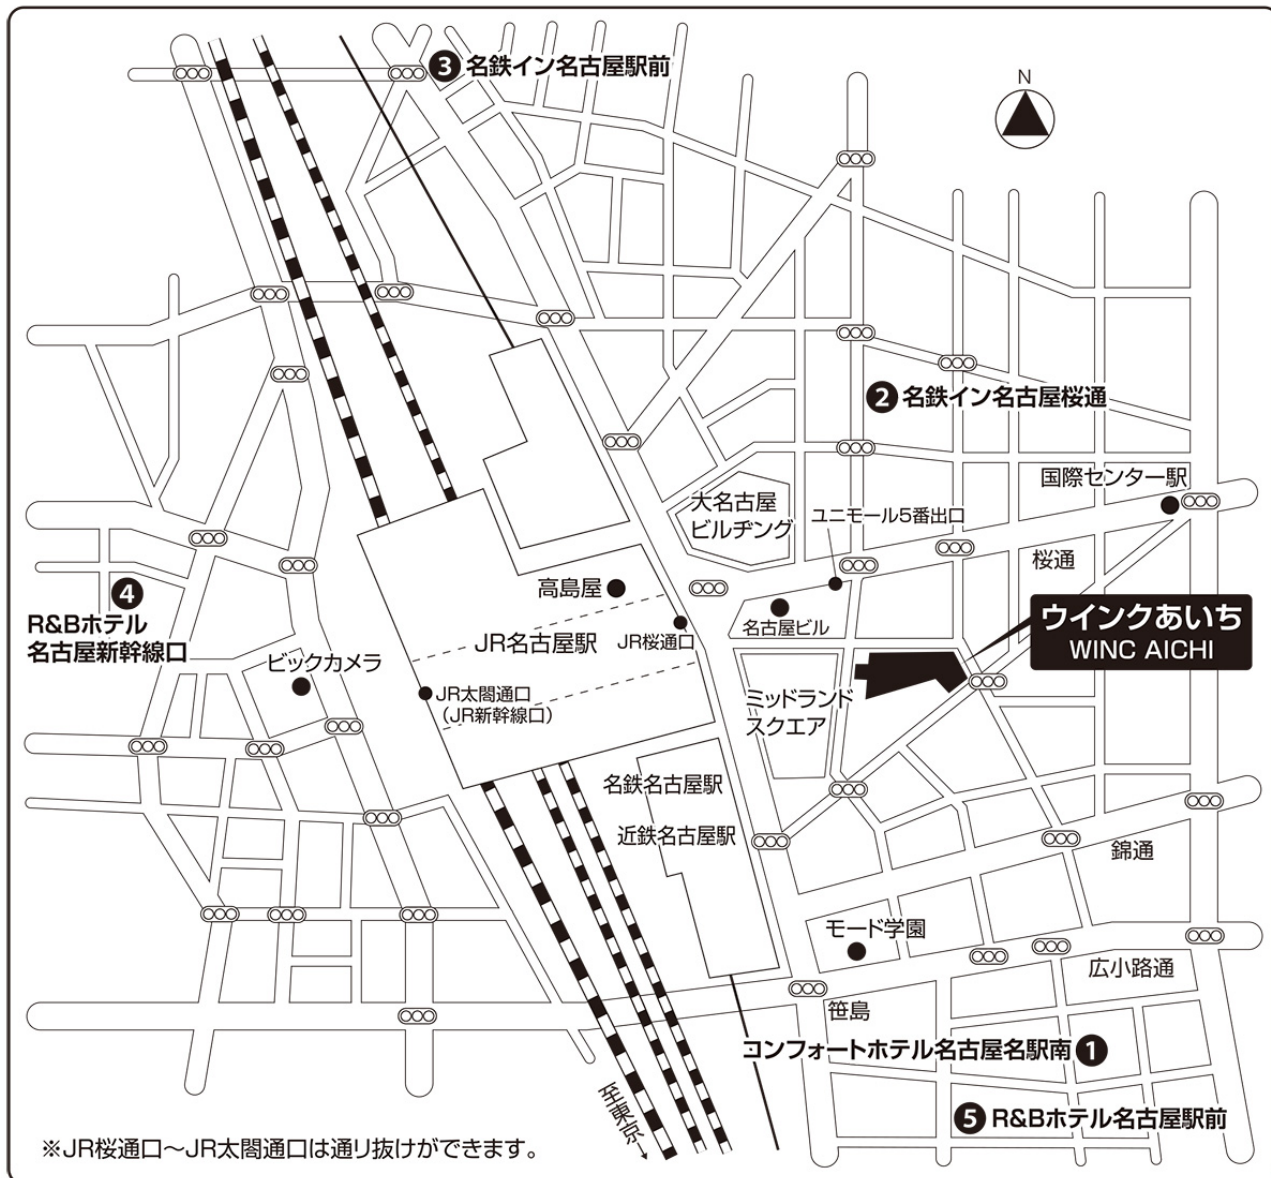 ❸ 名鉄イン名古屋駅前
N
❷ 名鉄イン名古屋桜通
国際センター駅
大名古屋
ビルヂング
ユニモール5番出口
桜通
❹
R&Bホテル
名古屋新幹線口
高島屋
名古屋ビル
ウインクあいち
WINC AICHI
JR名古屋駅
JR桜通口
ビックカメラ
JR太閤通口
(JR新幹線口)
ミッドランド
スクエア
名鉄名古屋駅
近鉄名古屋駅
錦通
モード学園
広小路通
笹島
コンフォートホテル名古屋名駅南 ❶
至東京
❺ R&Bホテル名古屋駅前
※JR桜通口〜JR太閤通口は通り抜けができます。